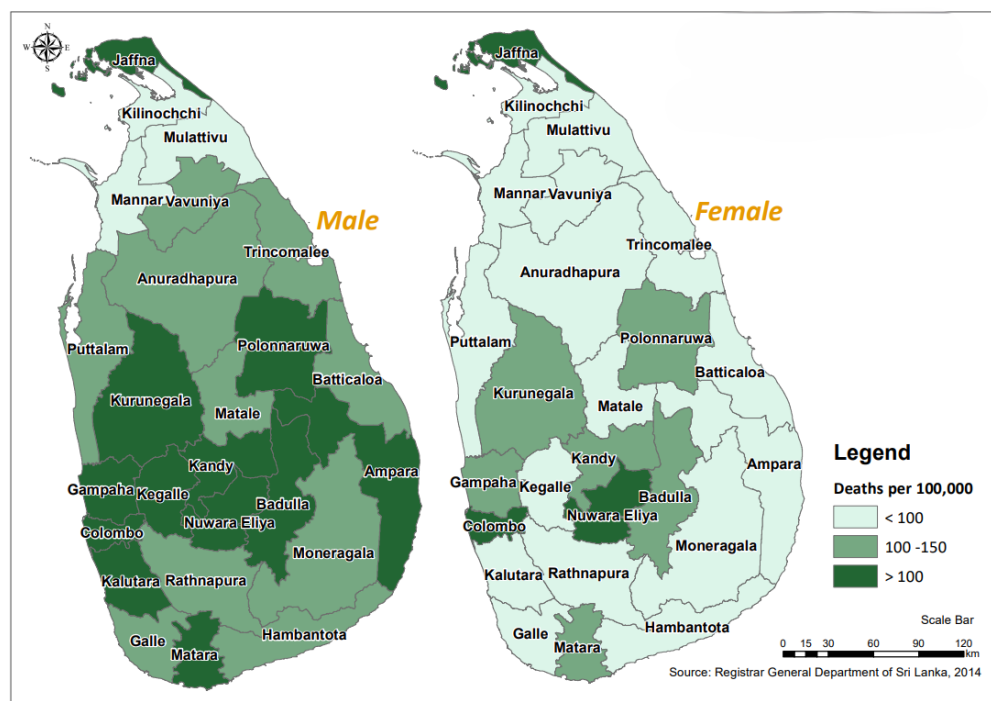 N
W E
S
Jaffna
Kilinochchi
Mulattivu
Mannar
Vavuniya
Male
Trincomalee
Anuradhapura
Puttalam
Polonnaruwa
Batticaloa
Kurunegala
Matale
Kandy
Ampara
Gampaha
Kegalle
Badulla
Nuwara Eliya
Colombo
Moneragala
Kalutara
Rathnapura
Galle
Hambantota
Matara
Jaffna
Kilinochchi
Mulattivu
Mannar
Vavuniya
Female
Trincomalee
Anuradhapura
Puttalam
Polonnaruwa
Batticaloa
Kurunegala
Matale
Kandy
Ampara
Gampaha
Kegalle
Badulla
Nuwara Eliya
Colombo
Moneragala
Kalutara
Rathnapura
Galle
Hambantota
Matara
Legend
Deaths per 100,000
< 100
100 -150
> 100
Scale Bar
0 15 30 60 90 120
km
Source: Registrar General Department of Sri Lanka, 2014